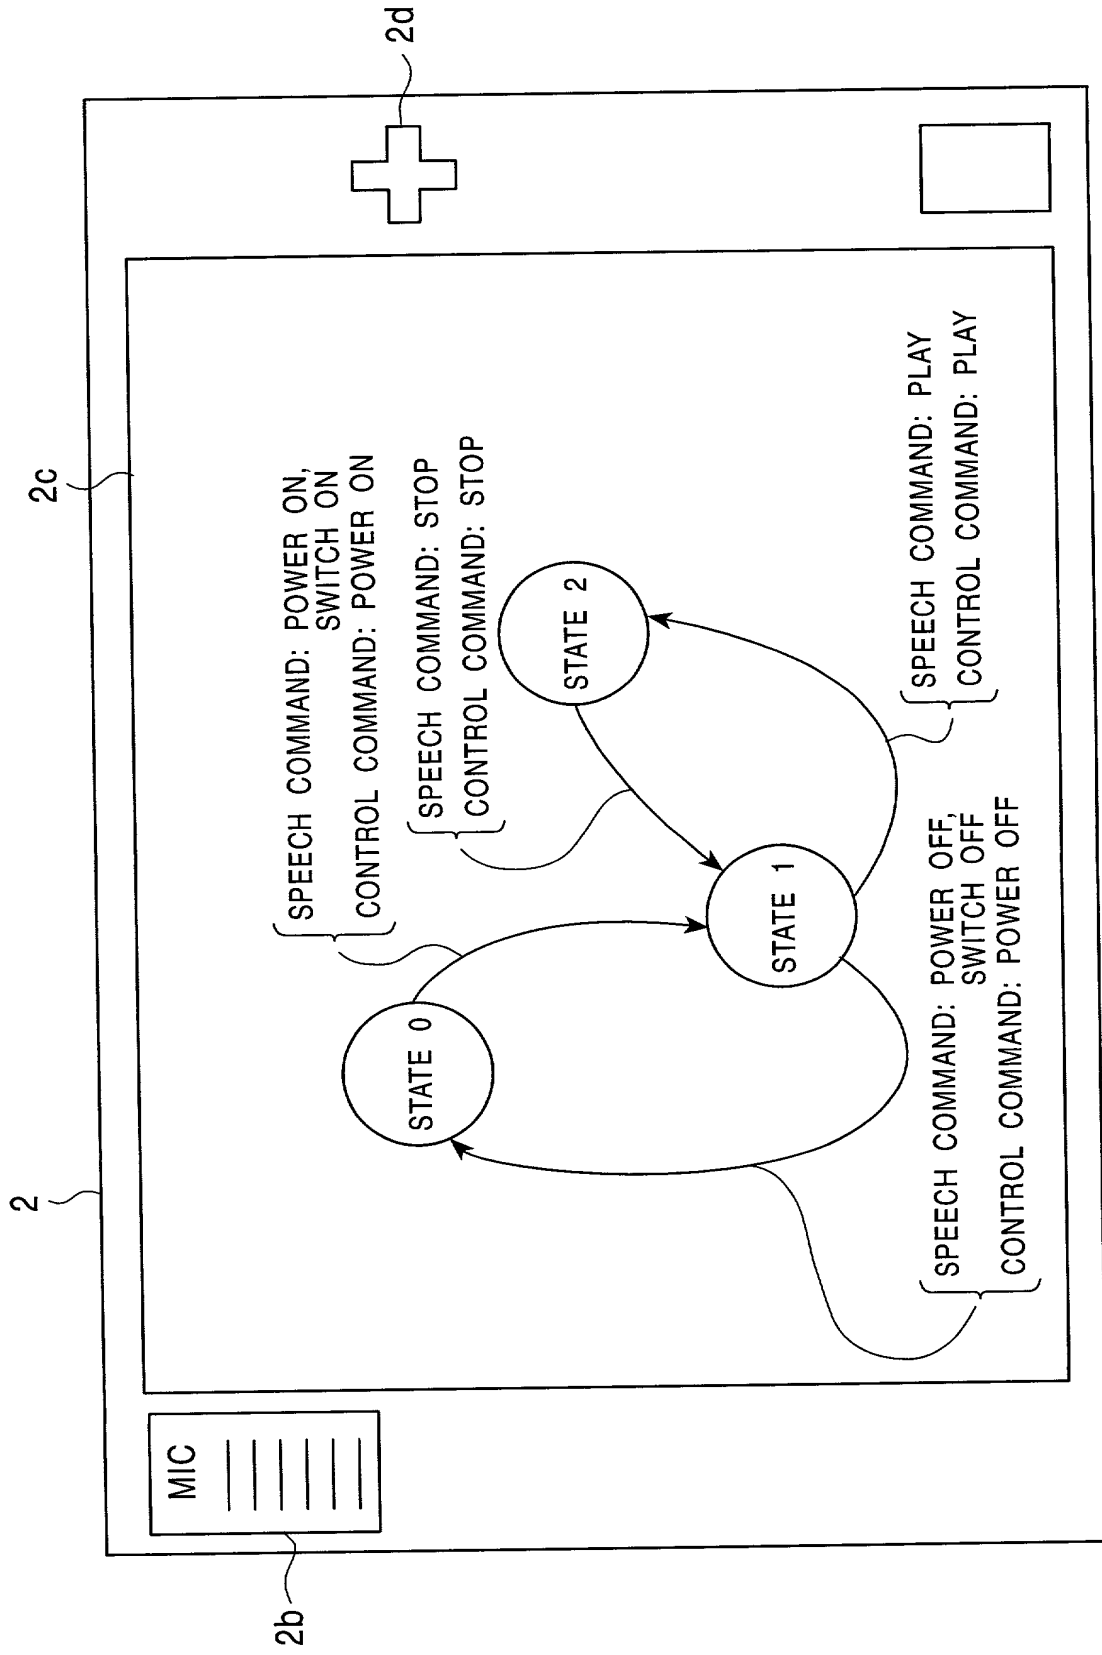 2
2c
2b
MIC
2d
SPEECH COMMAND: POWER ON,
SWITCH ON
CONTROL COMMAND: POWER ON
SPEECH COMMAND: STOP
CONTROL COMMAND: STOP
STATE 0
STATE 2
STATE 1
SPEECH COMMAND: POWER OFF,
SWITCH OFF
CONTROL COMMAND: POWER OFF
SPEECH COMMAND: PLAY
CONTROL COMMAND: PLAY